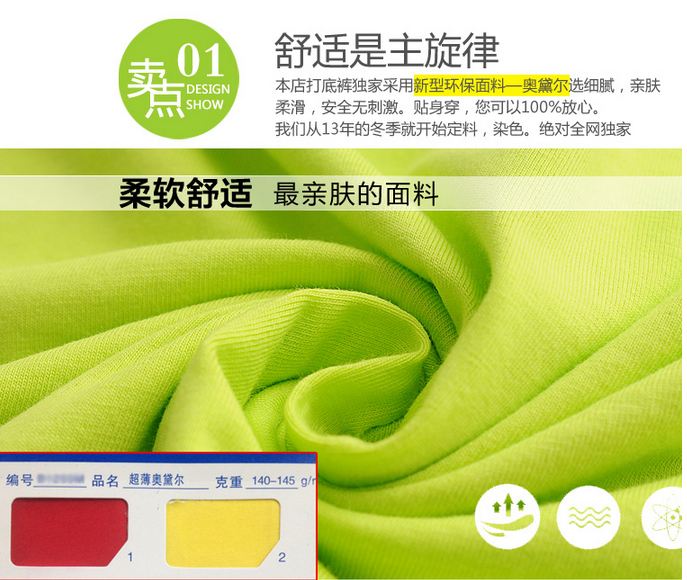 卖点
01
DESIGN
SHOW
舒适是主旋律
本店打底裤独家采用新型环保面料—奥黛尔选细腻，亲肤
柔滑，安全无刺激。贴身穿，您可以100%放心。
我们从13年的冬季就开始定料，染色。绝对全网独家
柔软舒适 最亲肤的面料
编号 品名 超薄奥黛尔 克重 140-145 g/
1 2